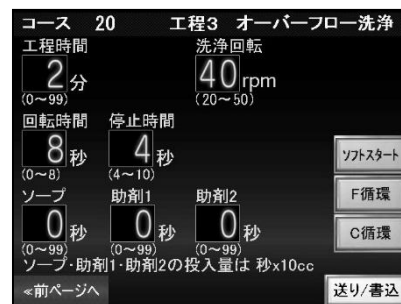 コース 20 工程3 オーバーフロー洗浄
工程時間 洗浄回転
2分 40rpm
(0～99) (20～50)
回転時間 停止時間
8秒 4秒
ソフトスタート
(0～8) (4～10)
ソープ 助剤1 助剤2
F循環
0秒 0秒 0秒
C循環
(0～99) (0～99) (0～99)
ソープ･助剤1･助剤2の投入量は 秒x10cc
≪前ページへ 送り/書込